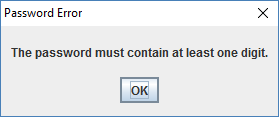 Password Error
The password must contain at least one digit.
OK